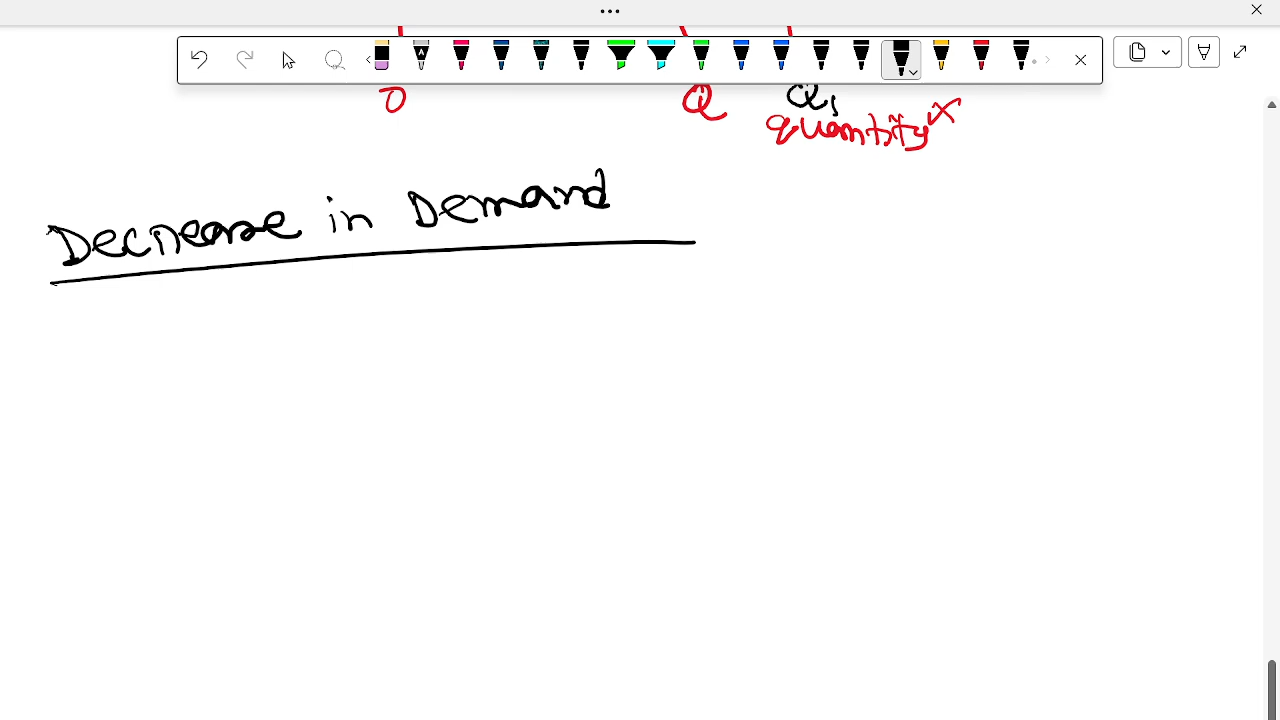 O Q Q₁
quantity X
Decrease in Demand